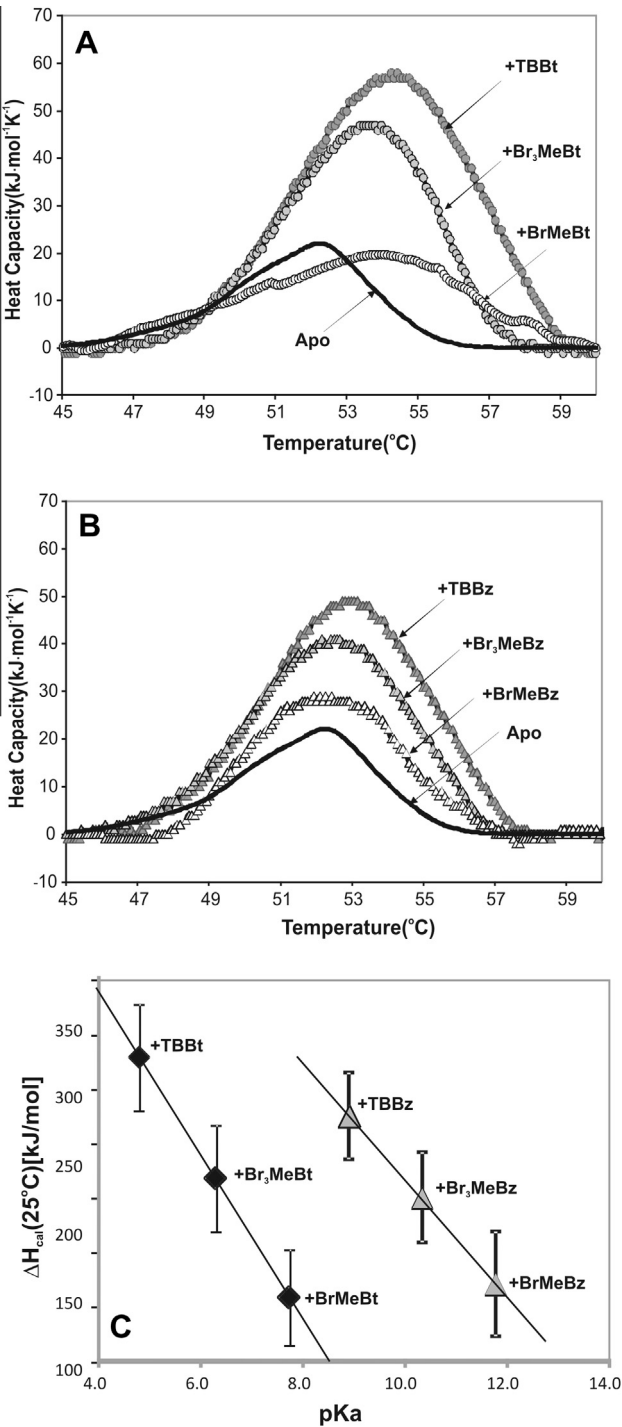 A
70
60
50
40
30
20
10
0
-10
Heat Capacity(kJ·mol⁻¹K⁻¹)
+TBBt
+Br₃MeBt
+BrMeBt
Apo
45 47 49 51 53 55 57 59
Temperature(°C)
B
70
60
50
40
30
20
10
0
-10
Heat Capacity(kJ·mol⁻¹K⁻¹)
+TBBz
+Br₃MeBz
+BrMeBz
Apo
45 47 49 51 53 55 57 59
Temperature(°C)
350
300
250
200
150
100
ΔHcal(25°C)[kJ/mol]
+TBBt
+TBBz
+Br₃MeBt
+Br₃MeBz
+BrMeBt
+BrMeBz
C
4.0 6.0 8.0 10.0 12.0 14.0
pKa